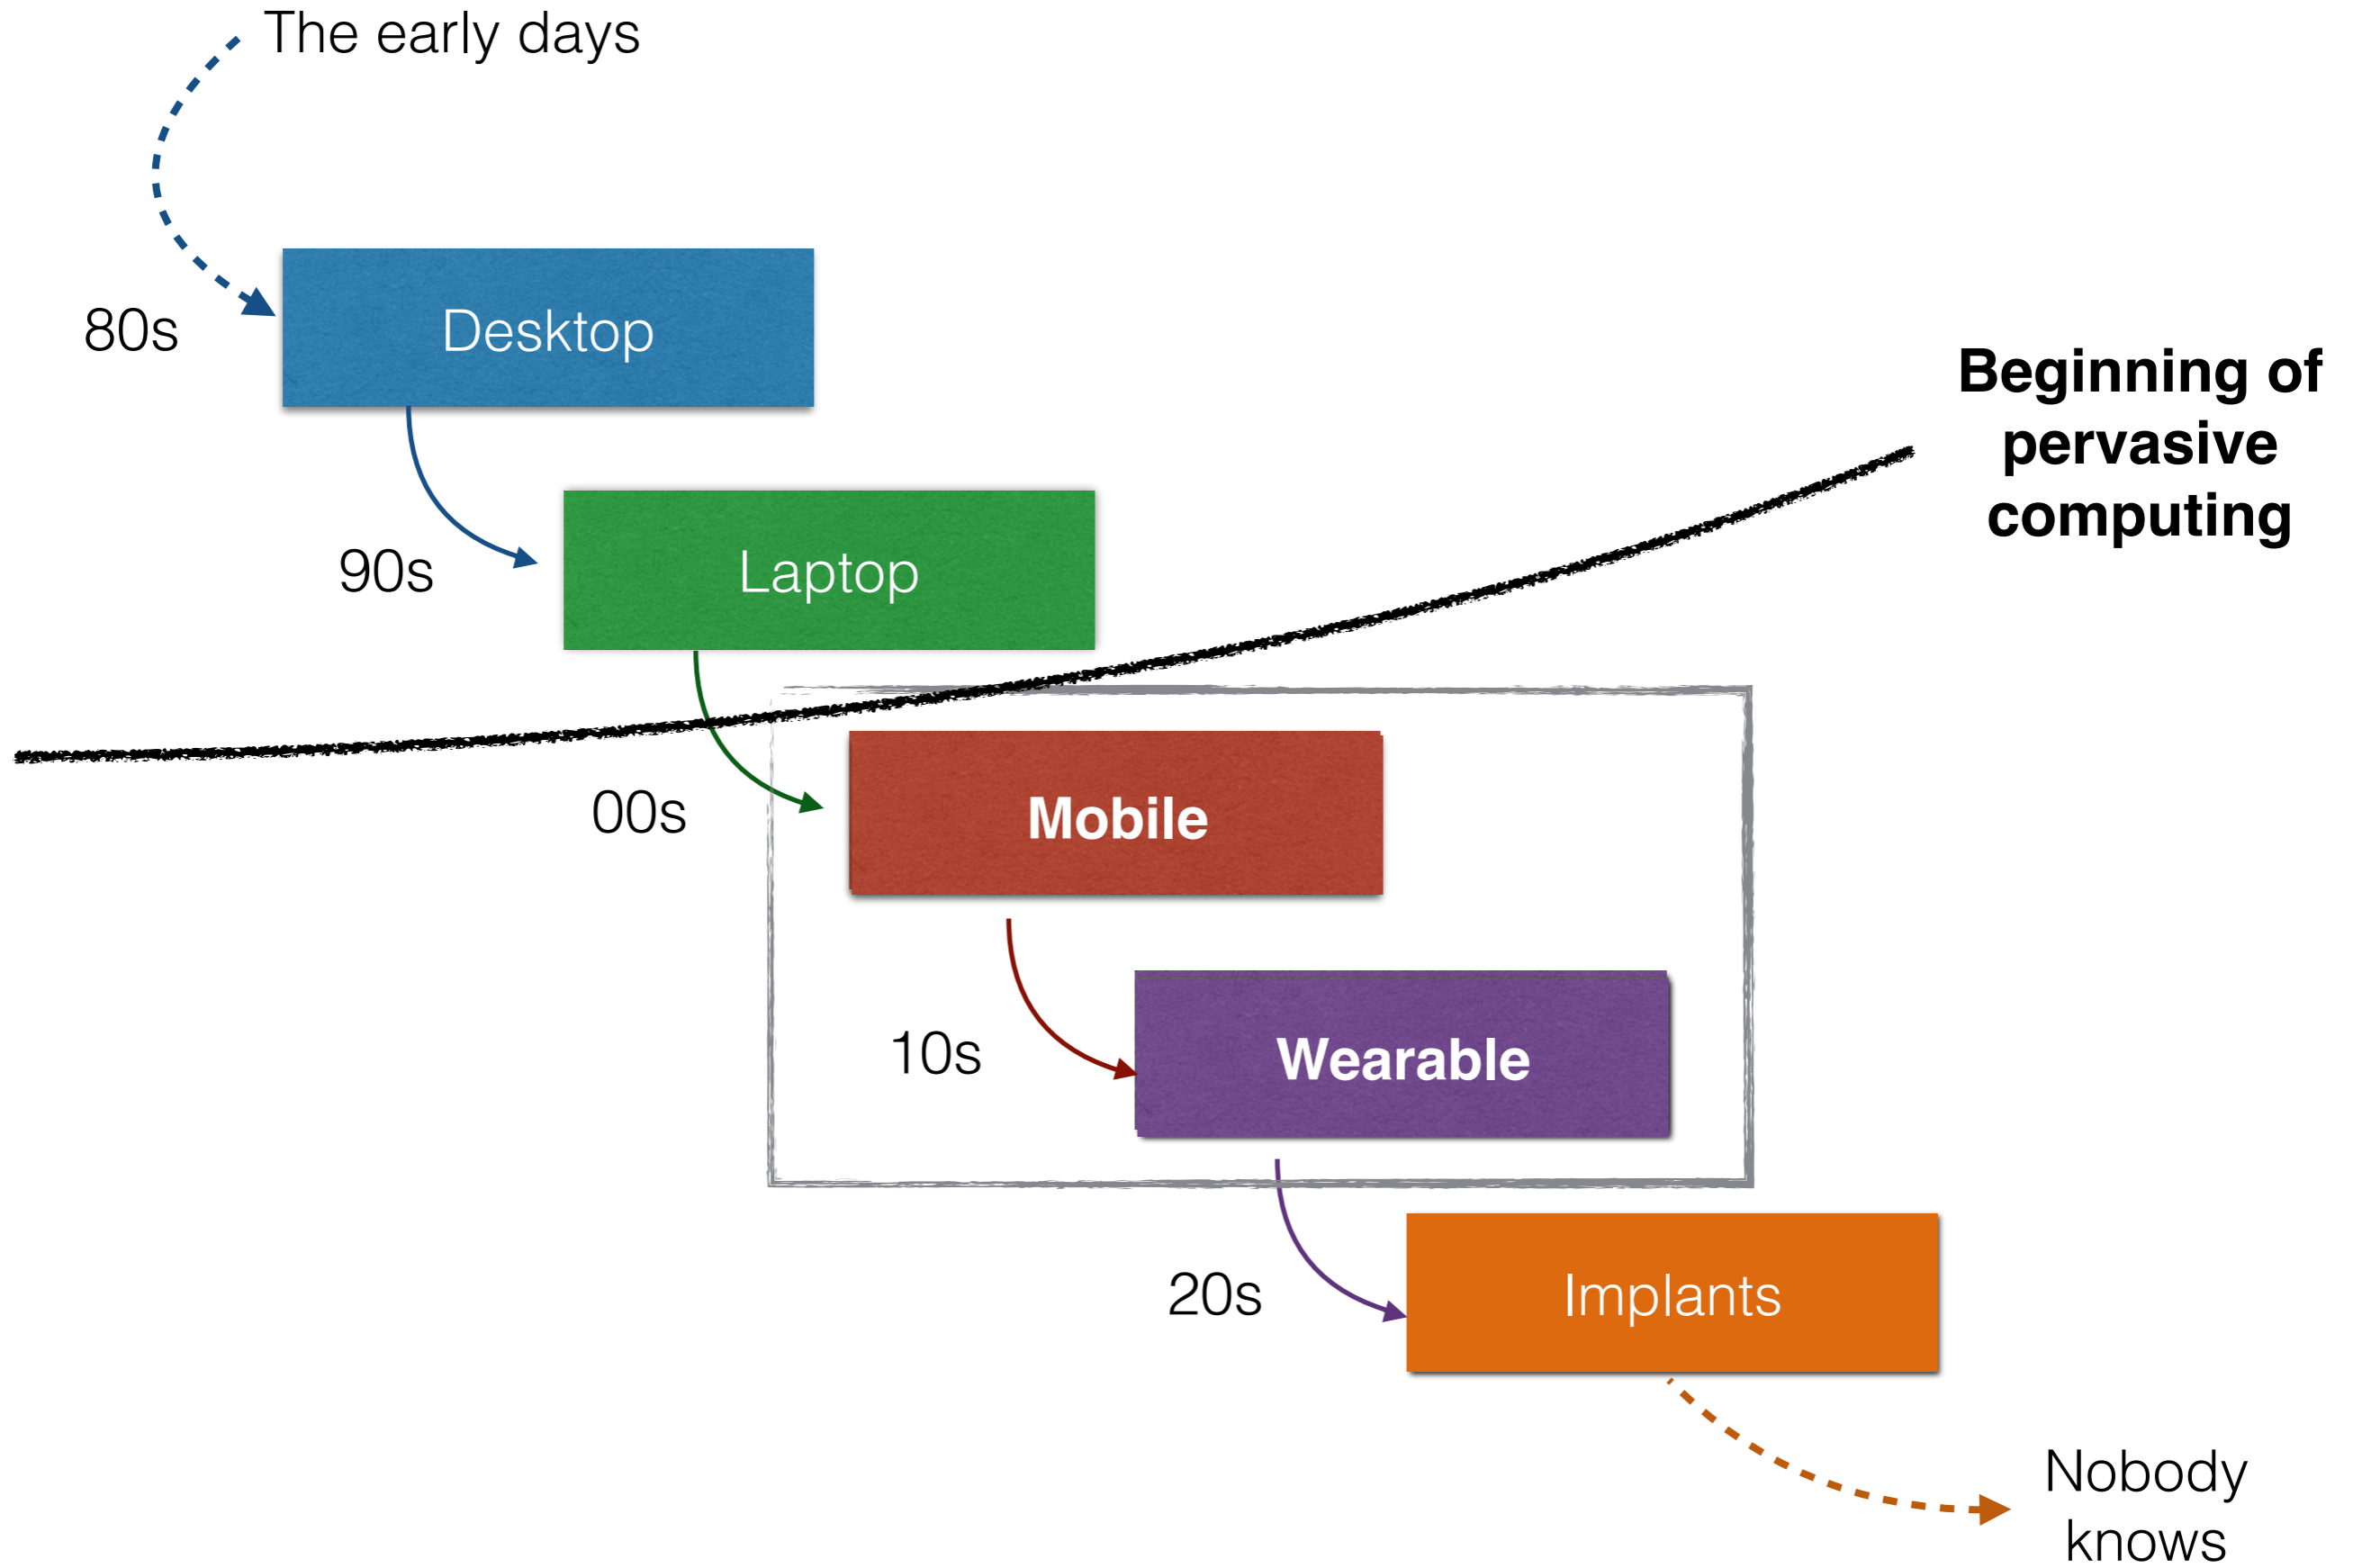 The early days
80s
Desktop
Beginning of
pervasive
computing
90s
Laptop
00s
Mobile
10s
Wearable
20s
Implants
Nobody
knows